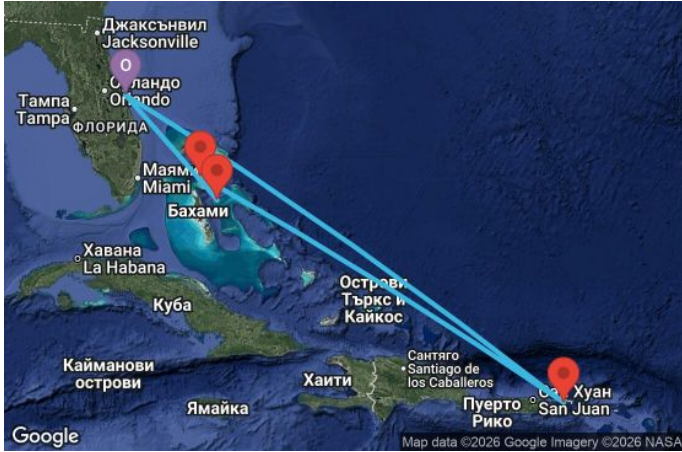 Джаксънвил
Jacksonville
O
Орландо
Orlando
Тампа
Tampa
ФЛОРИДА
Маями
Miami
Бахами
Хавана
La Habana
Куба
Острови
Търкс и
Кайкос
Кайманови
острови
Хаити
Сантяго
Santiago de
los Caballeros
Ямайка
Пуерто
Рико
Сан Хуан
San Juan
Google
Map data ©2026 Google Imagery ©2026 NASA